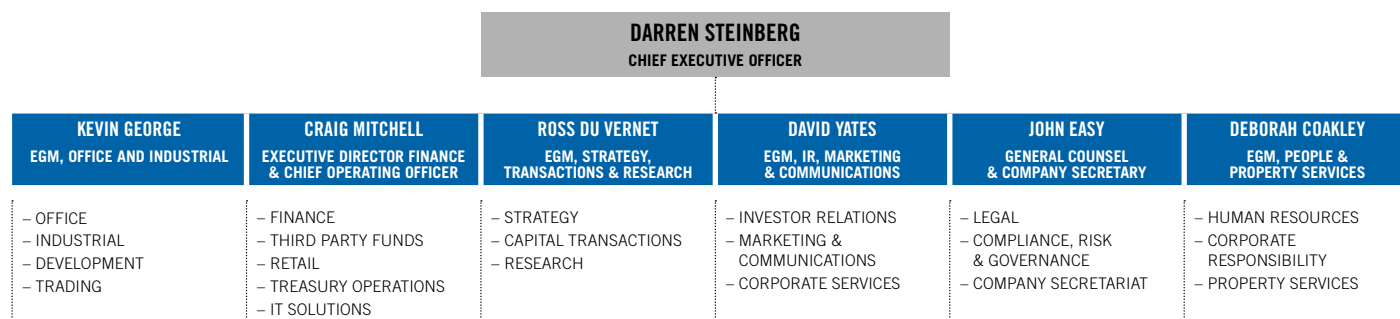 DARREN STEINBERG
CHIEF EXECUTIVE OFFICER
KEVIN GEORGE
EGM, OFFICE AND INDUSTRIAL
– OFFICE
– INDUSTRIAL
– DEVELOPMENT
– TRADING
CRAIG MITCHELL
EXECUTIVE DIRECTOR FINANCE
& CHIEF OPERATING OFFICER
– FINANCE
– THIRD PARTY FUNDS
– RETAIL
– TREASURY OPERATIONS
– IT SOLUTIONS
ROSS DU VERNET
EGM, STRATEGY,
TRANSACTIONS & RESEARCH
– STRATEGY
– CAPITAL TRANSACTIONS
– RESEARCH
DAVID YATES
EGM, IR, MARKETING
& COMMUNICATIONS
– INVESTOR RELATIONS
– MARKETING &
COMMUNICATIONS
– CORPORATE SERVICES
JOHN EASY
GENERAL COUNSEL
& COMPANY SECRETARY
– LEGAL
– COMPLIANCE, RISK
& GOVERNANCE
– COMPANY SECRETARIAT
DEBORAH COAKLEY
EGM, PEOPLE &
PROPERTY SERVICES
– HUMAN RESOURCES
– CORPORATE
RESPONSIBILITY
– PROPERTY SERVICES